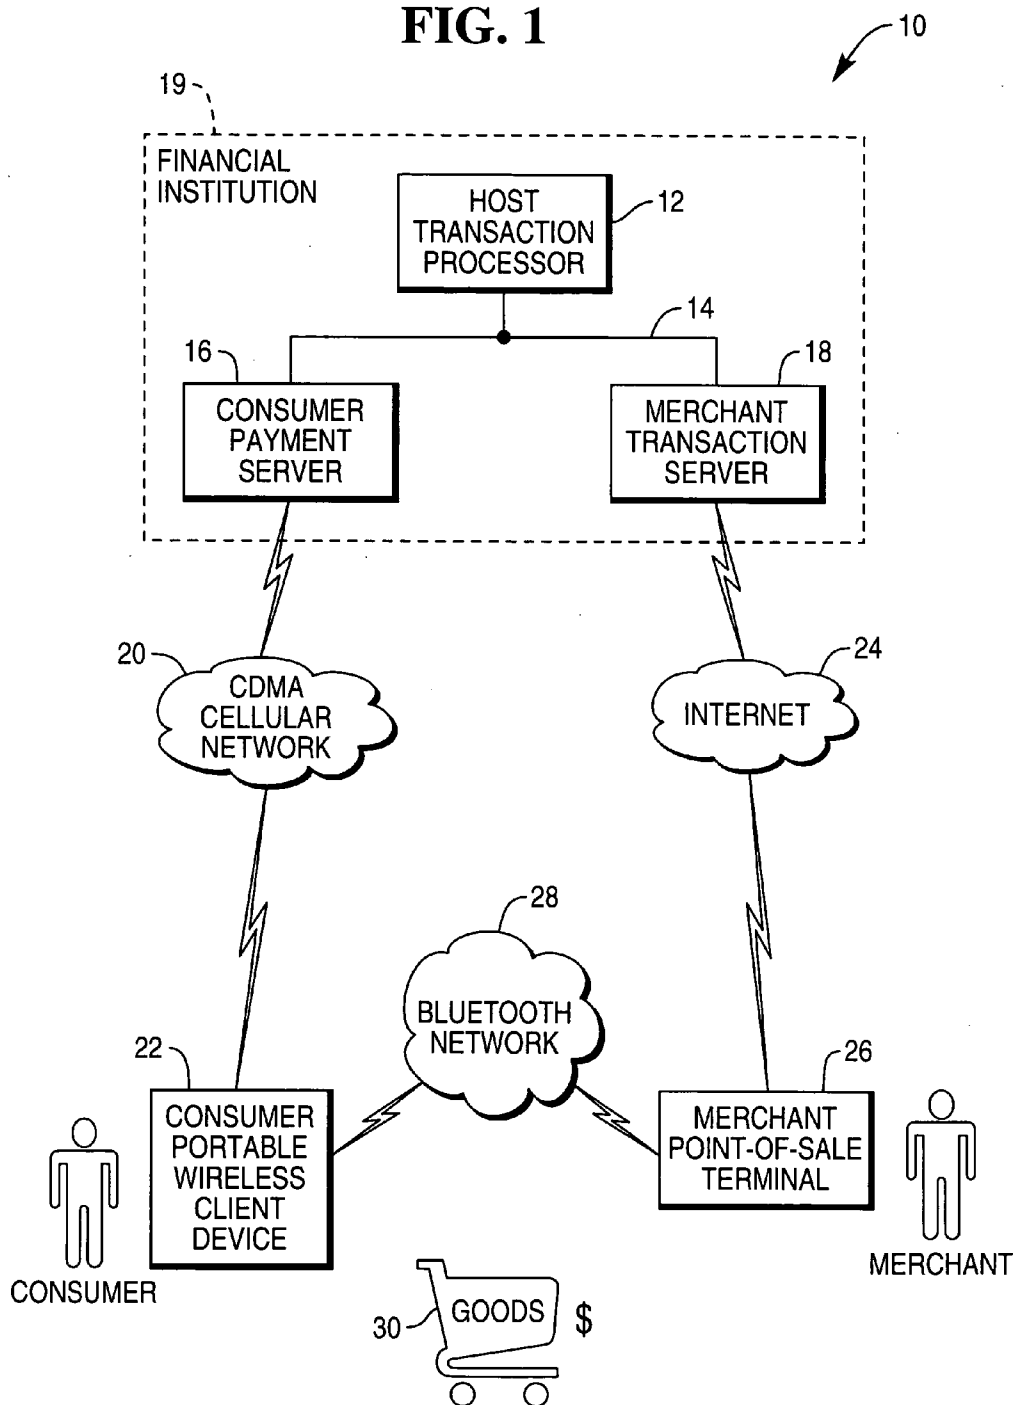 FIG. 1
10
19
FINANCIAL
INSTITUTION
HOST
TRANSACTION
PROCESSOR
12
14
16
18
CONSUMER
PAYMENT
SERVER
MERCHANT
TRANSACTION
SERVER
20
CDMA
CELLULAR
NETWORK
24
INTERNET
28
BLUETOOTH
NETWORK
22
CONSUMER
PORTABLE
WIRELESS
CLIENT
DEVICE
26
MERCHANT
POINT-OF-SALE
TERMINAL
CONSUMER
MERCHANT
30
GOODS
$